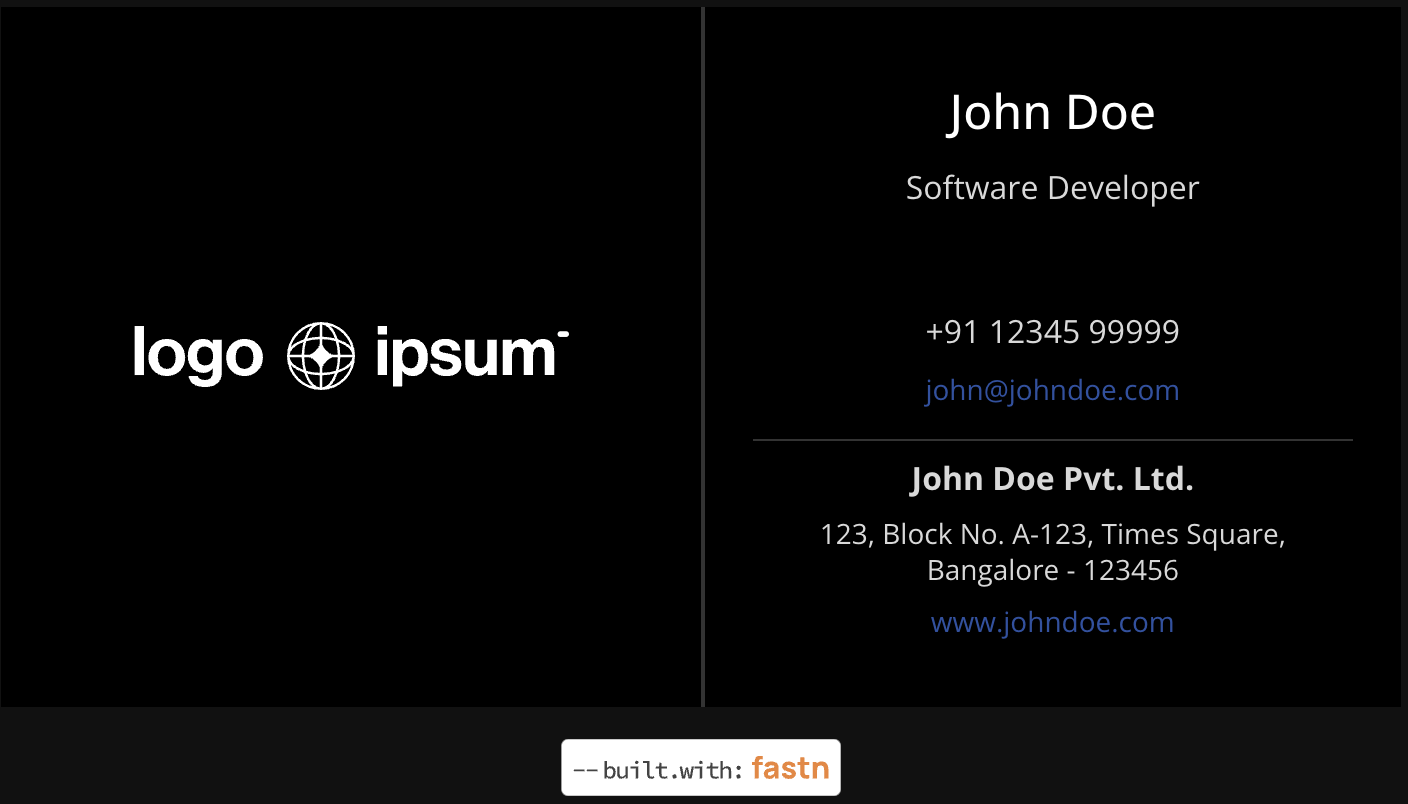 logo ipsum
John Doe
Software Developer
+91 12345 99999
john@johndoe.com
John Doe Pvt. Ltd.
123, Block No. A-123, Times Square,
Bangalore - 123456
www.johndoe.com
-- built.with: fastn